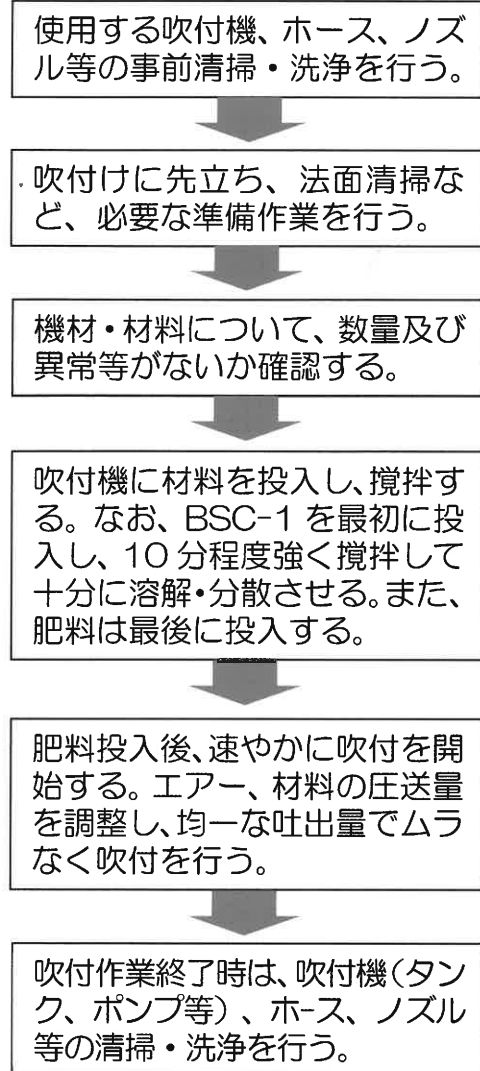 使用する吹付機、ホース、ノズ
ル等の事前清掃・洗浄を行う。
吹付けに先立ち、法面清掃な
ど、必要な準備作業を行う。
機材・材料について、数量及び
異常等がないか確認する。
吹付機に材料を投入し、撹拌す
る。なお、BSC-1 を最初に投
入し、10 分程度強く撹拌して
十分に溶解・分散させる。また、
肥料は最後に投入する。
肥料投入後、速やかに吹付を開
始する。エアー、材料の圧送量
を調整し、均一な吐出量でムラ
なく吹付を行う。
吹付作業終了時は、吹付機(タン
ク、ポンプ等)、ホース、ノズル
等の清掃・洗浄を行う。